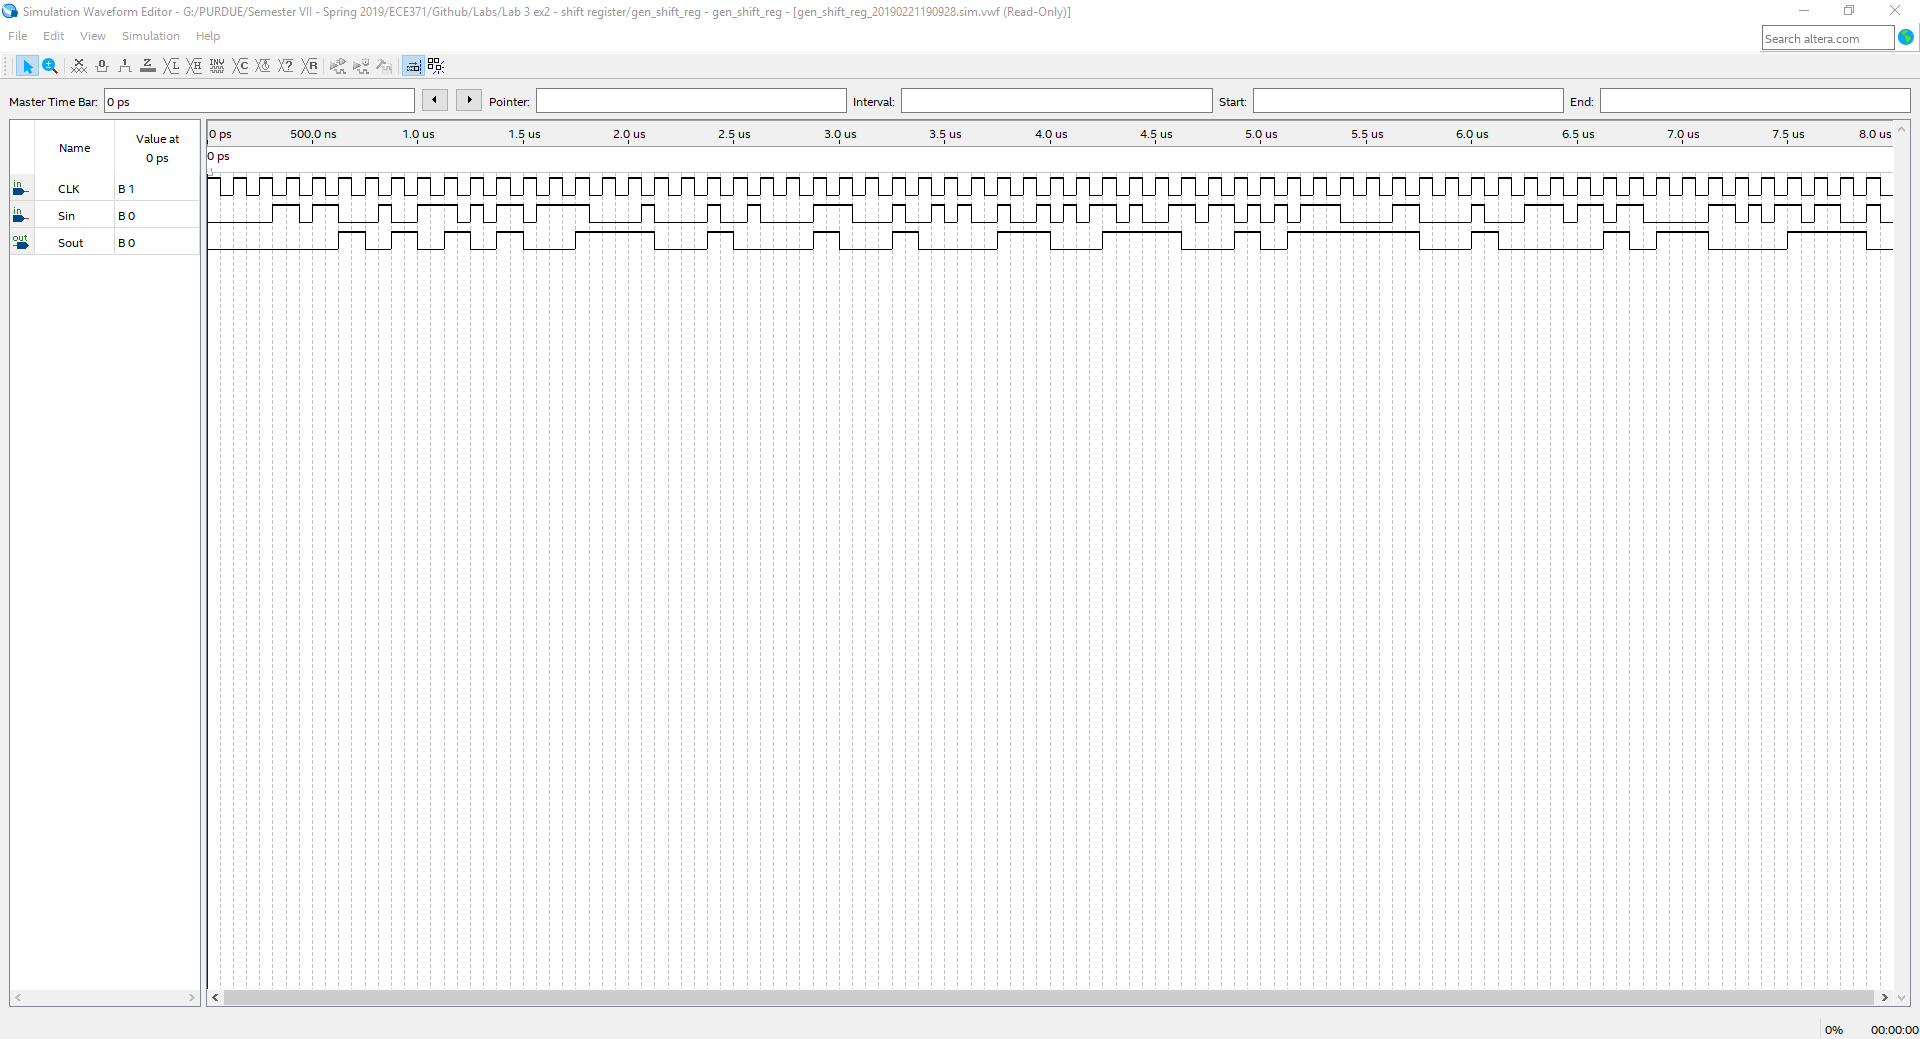 Simulation Waveform Editor - G:/PURDUE/Semester VII - Spring 2019/ECE371/Github/Labs/Lab 3 ex2 - shift register/gen_shift_reg - gen_shift_reg - [gen_shift_reg_20190221190928.sim.vwf (Read-Only)]
File Edit View Simulation Help
Search altera.com
Master Time Bar: 0 ps Pointer: Interval: Start: End:
Name Value at 0 ps
0 ps 500.0 ns 1.0 us 1.5 us 2.0 us 2.5 us 3.0 us 3.5 us 4.0 us 4.5 us 5.0 us 5.5 us 6.0 us 6.5 us 7.0 us 7.5 us 8.0 us
0 ps
in CLK B 1
in Sin B 0
out Sout B 0
0% 00:00:00